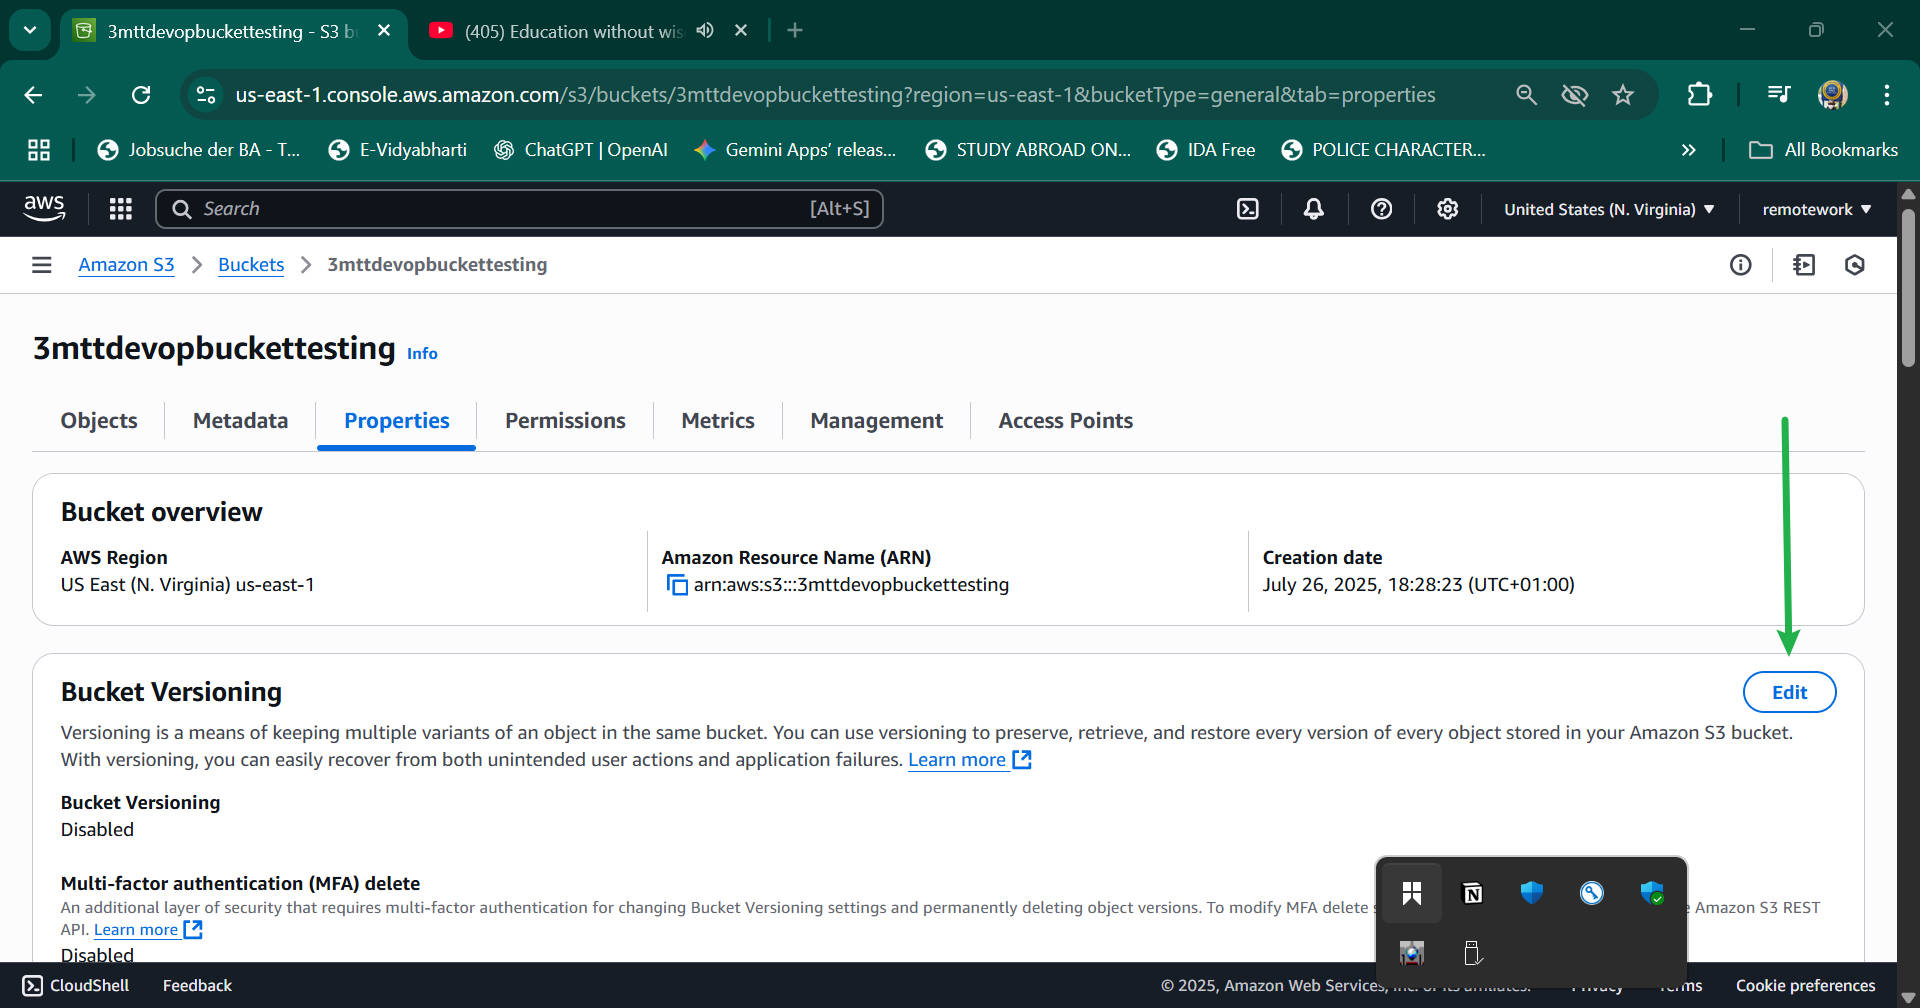 3mttdevopbuckettesting - S3 b
(405) Education without wis
us-east-1.console.aws.amazon.com/s3/buckets/3mttdevopbuckettesting?region=us-east-1&bucketType=general&tab=properties
Jobsuche der BA - T...
E-Vidyabharti
ChatGPT | OpenAI
Gemini Apps' releas...
STUDY ABROAD ON...
IDA Free
POLICE CHARACTER...
All Bookmarks
aws
Search
[Alt+S]
United States (N. Virginia)
remotework
Amazon S3
Buckets
3mttdevopbuckettesting
3mttdevopbuckettesting Info
Objects
Metadata
Properties
Permissions
Metrics
Management
Access Points
Bucket overview
AWS Region
US East (N. Virginia) us-east-1
Amazon Resource Name (ARN)
arn:aws:s3:::3mttdevopbuckettesting
Creation date
July 26, 2025, 18:28:23 (UTC+01:00)
Bucket Versioning
Edit
Versioning is a means of keeping multiple variants of an object in the same bucket. You can use versioning to preserve, retrieve, and restore every version of every object stored in your Amazon S3 bucket.
With versioning, you can easily recover from both unintended user actions and application failures. Learn more
Bucket Versioning
Disabled
Multi-factor authentication (MFA) delete
An additional layer of security that requires multi-factor authentication for changing Bucket Versioning settings and permanently deleting object versions. To modify MFA delete Amazon S3 REST
API. Learn more
Disabled
CloudShell
Feedback
© 2025, Amazon Web Services, Inc. or its affiliates.
Privacy
Terms
Cookie preferences